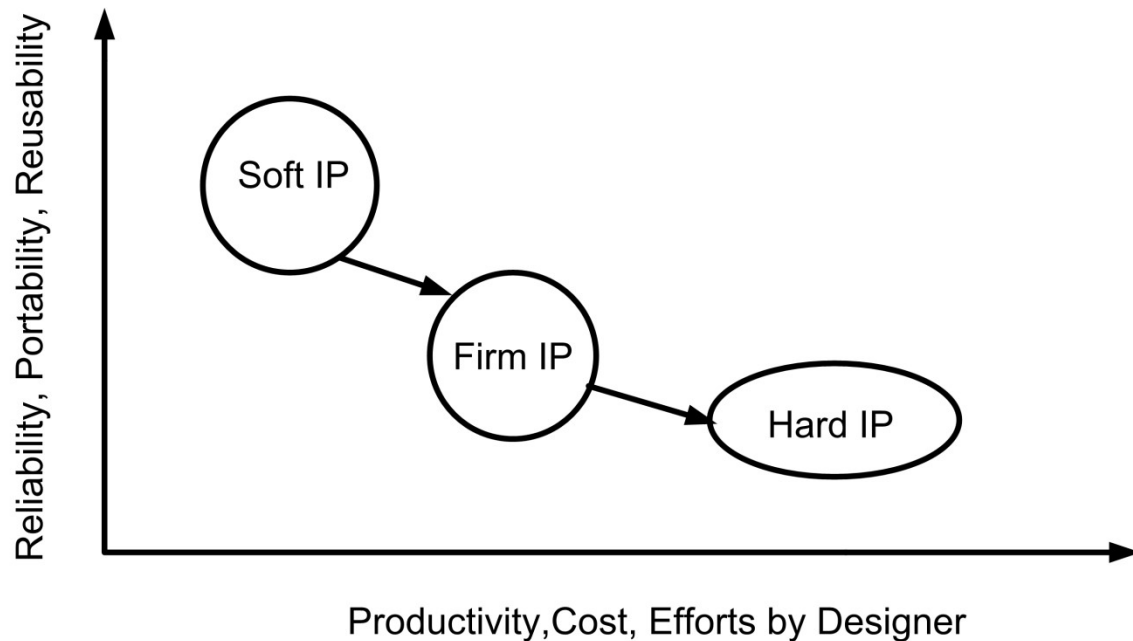 Reliability, Portability, Reusability
Soft IP
Firm IP
Hard IP
Productivity,Cost, Efforts by Designer